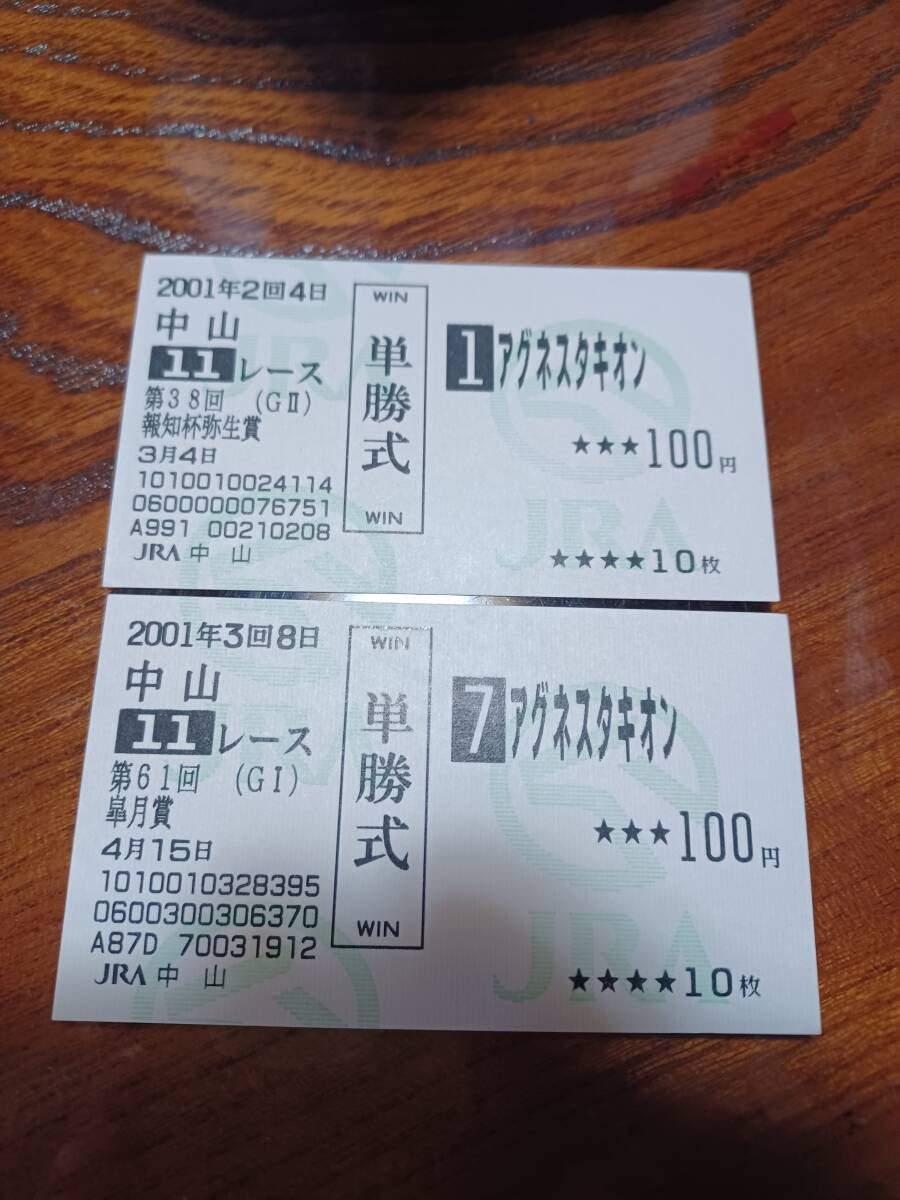 2001年2回4日
中山
11レース
第38回 (GⅡ)
報知杯弥生賞
3月4日
1010010024114
0600000076751
A991 00210208
JRA 中 山
WIN
単勝式
WIN
1 アグネスタキオン
★★★100円
★★★★10枚
JRA
2001年3回8日
中山
11レース
第61回 (GⅠ)
皐月賞
4月15日
1010010328395
0600300306370
A87D 70031912
JRA 中 山
WIN
単勝式
WIN
7 アグネスタキオン
★★★100円
★★★★10枚
JRA